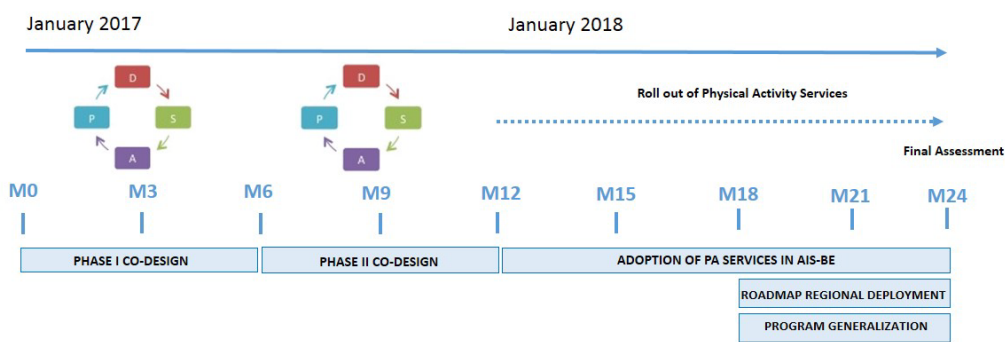 January 2017
January 2018
D
P
S
A
D
P
S
A
Roll out of Physical Activity Services
Final Assessment
M0
M3
M6
M9
M12
M15
M18
M21
M24
PHASE I CO-DESIGN
PHASE II CO-DESIGN
ADOPTION OF PA SERVICES IN AIS-BE
ROADMAP REGIONAL DEPLOYMENT
PROGRAM GENERALIZATION